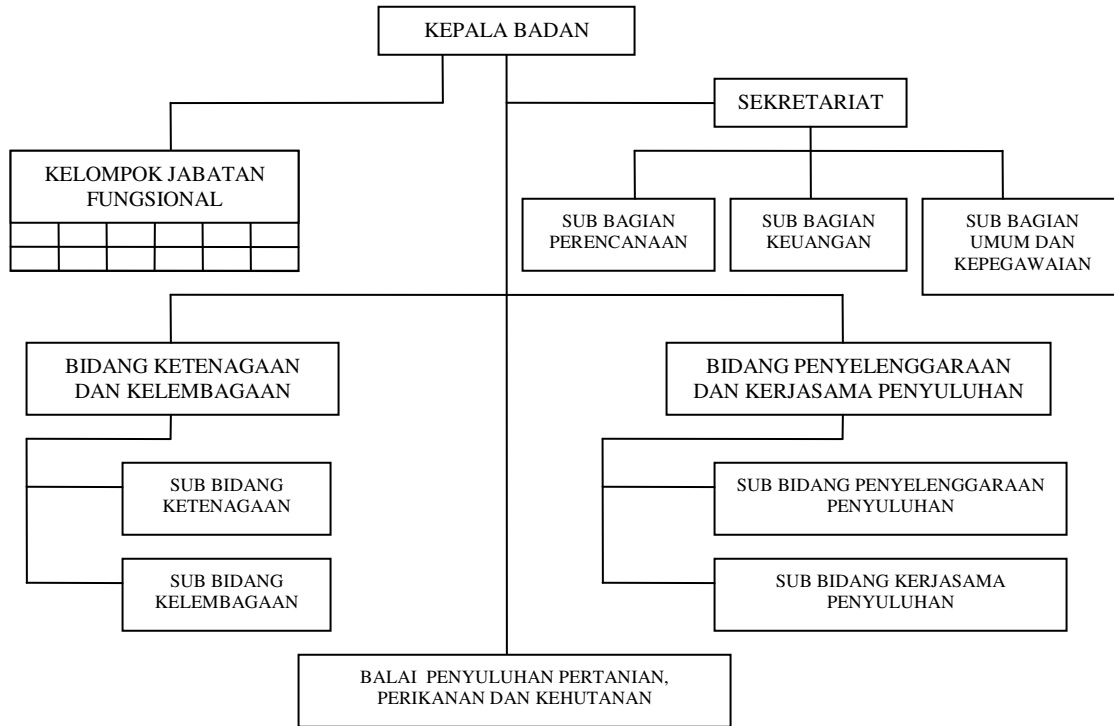 KEPALA BADAN
SEKRETARIAT
KELOMPOK JABATAN
FUNGSIONAL
SUB BAGIAN
PERENCANAAN
SUB BAGIAN
KEUANGAN
SUB BAGIAN
UMUM DAN
KEPEGAWAIAN
BIDANG KETENAGAAN
DAN KELEMBAGAAN
BIDANG PENYELENGGARAAN
DAN KERJASAMA PENYULUHAN
SUB BIDANG
KETENAGAAN
SUB BIDANG PENYELENGGARAAN
PENYULUHAN
SUB BIDANG
KELEMBAGAAN
SUB BIDANG KERJASAMA
PENYULUHAN
BALAI PENYULUHAN PERTANIAN,
PERIKANAN DAN KEHUTANAN